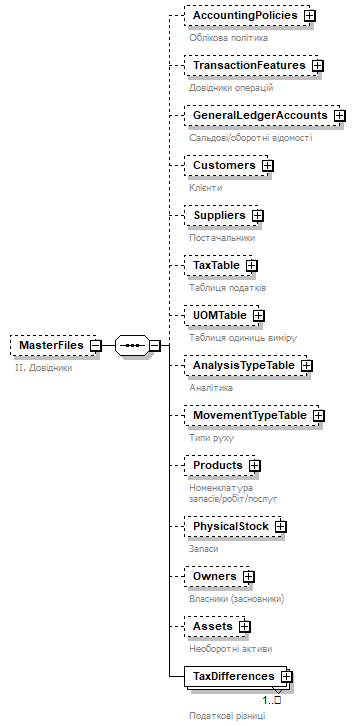 AccountingPolicies
Облікова політика
TransactionFeatures
Довідники операцій
GeneralLedgerAccounts
Сальдові/оборотні відомості
Customers
Клієнти
Suppliers
Постачальники
TaxTable
Таблиця податків
UOMTable
Таблиця одиниць виміру
MasterFiles
II. Довідники
AnalysisTypeTable
Аналітика
MovementTypeTable
Типи руху
Products
Номенклатура
запасів/робіт/послуг
PhysicalStock
Запаси
Owners
Власники (засновники)
Assets
Необоротні активи
TaxDifferences
1..□
Податкові різниці